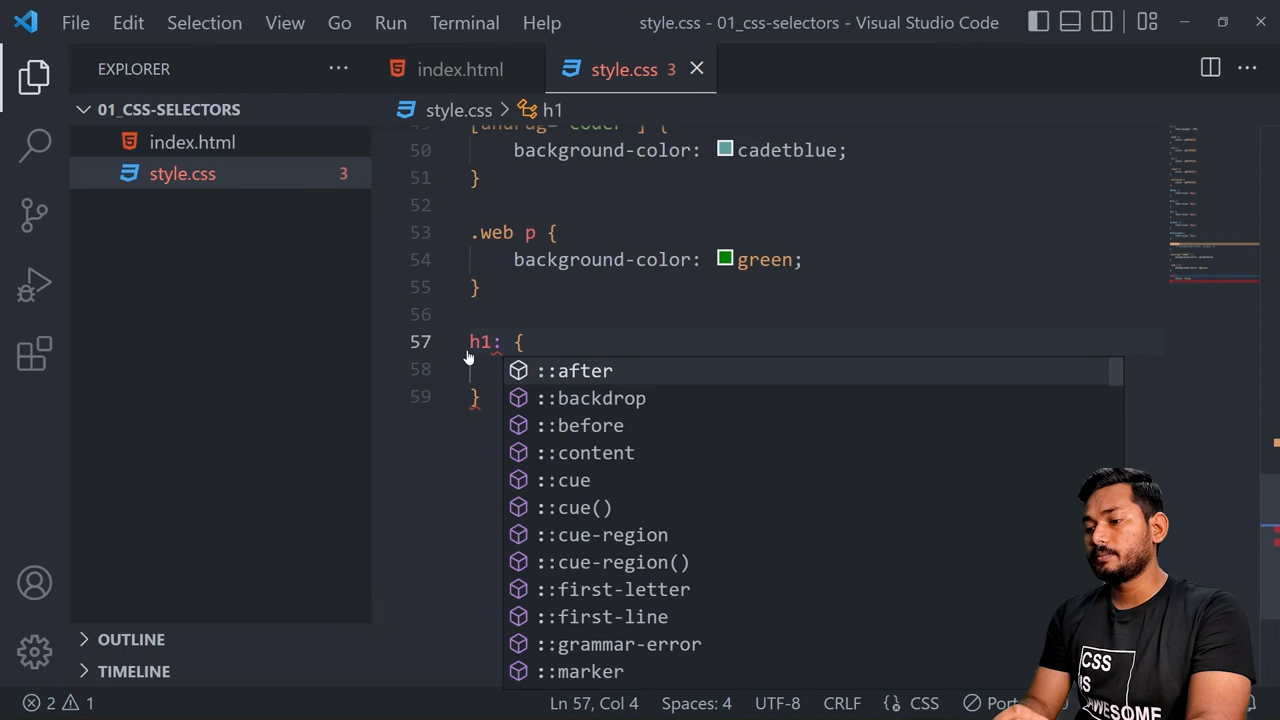 File Edit Selection View Go Run Terminal Help style.css - 01_css-selectors - Visual Studio Code
EXPLORER
index.html
style.css 3
01_CSS-SELECTORS
style.css > h1
index.html
style.css 3
50 background-color: cadetblue;
51 }
52
53 .web p {
54 background-color: green;
55 }
56
57 h1: {
58
59 }
::after
::backdrop
::before
::content
::cue
::cue()
::cue-region
::cue-region()
::first-letter
::first-line
::grammar-error
::marker
OUTLINE
TIMELINE
2 1 Ln 57, Col 4 Spaces: 4 UTF-8 CRLF CSS
CSS
IS
AWESOME